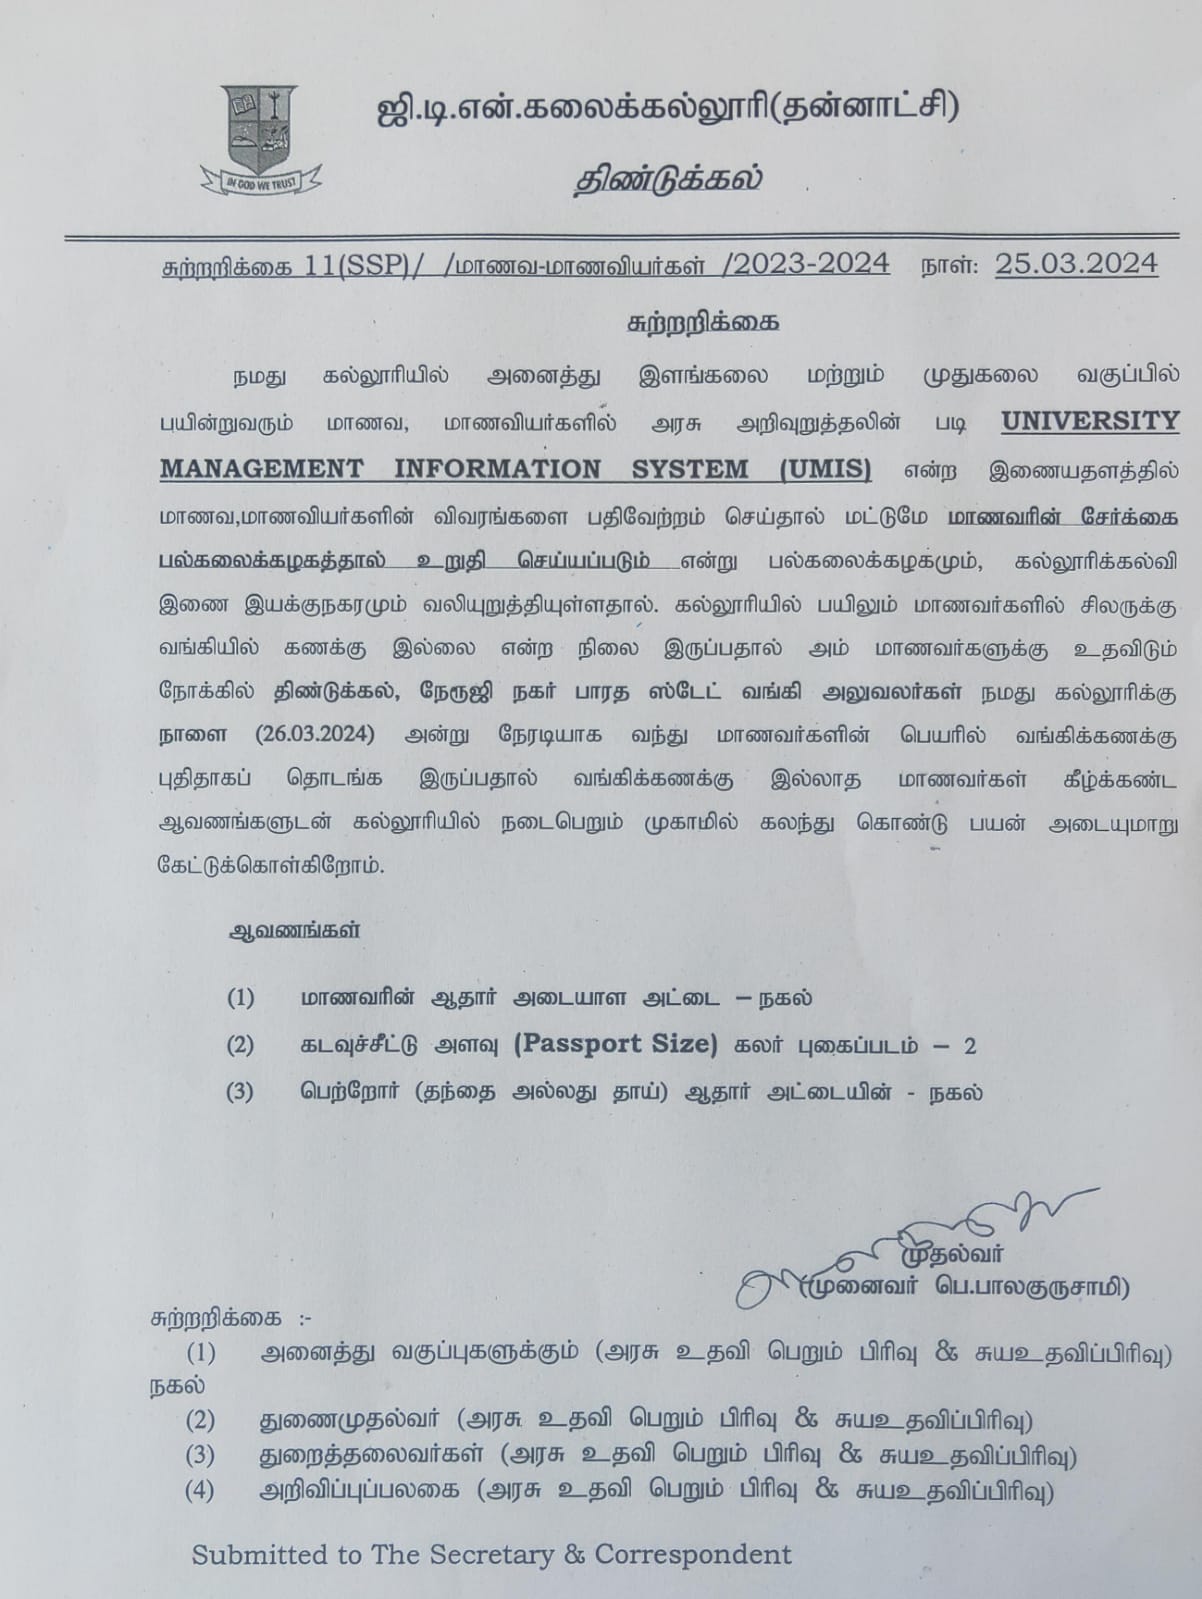 ஜி.டி.என்.கலைக்கல்லூரி(தன்னாட்சி)
திண்டுக்கல்
IN GOD WE TRUST
சுற்றறிக்கை 11(SSP)/ /மாணவ-மாணவியர்கள் /2023-2024 நாள்: 25.03.2024
சுற்றறிக்கை
நமது கல்லூரியில் அனைத்து இளங்கலை மற்றும் முதுகலை வகுப்பில்
பயின்றுவரும் மாணவ, மாணவியர்களில் அரசு அறிவுறுத்தலின் படி UNIVERSITY
MANAGEMENT INFORMATION SYSTEM (UMIS) என்ற இணையதளத்தில்
மாணவ,மாணவியர்களின் விவரங்களை பதிவேற்றம் செய்தால் மட்டுமே மாணவரின் சேர்க்கை
பல்கலைக்கழகத்தால் உறுதி செய்யப்படும் என்று பல்கலைக்கழகமும், கல்லூரிக்கல்வி
இணை இயக்குநகரமும் வலியுறுத்தியுள்ளதால். கல்லூரியில் பயிலும் மாணவர்களில் சிலருக்கு
வங்கியில் கணக்கு இல்லை என்ற நிலை இருப்பதால் அம் மாணவர்களுக்கு உதவிடும்
நோக்கில் திண்டுக்கல், நேரூஜி நகர் பாரத ஸ்டேட் வங்கி அலுவலர்கள் நமது கல்லூரிக்கு
நாளை (26.03.2024) அன்று நேரடியாக வந்து மாணவர்களின் பெயரில் வங்கிக்கணக்கு
புதிதாகப் தொடங்க இருப்பதால் வங்கிக்கணக்கு இல்லாத மாணவர்கள் கீழ்க்கண்ட
ஆவணங்களுடன் கல்லூரியில் நடைபெறும் முகாமில் கலந்து கொண்டு பயன் அடையுமாறு
கேட்டுக்கொள்கிறோம்.
ஆவணங்கள்
(1) மாணவரின் ஆதார் அடையாள அட்டை – நகல்
(2) கடவுச்சீட்டு அளவு (Passport Size) கலர் புகைப்படம் – 2
(3) பெற்றோர் (தந்தை அல்லது தாய்) ஆதார் அட்டையின் - நகல்
முதல்வர்
(முனைவர் பெ.பாலகுருசாமி)
சுற்றறிக்கை :-
(1) அனைத்து வகுப்புகளுக்கும் (அரசு உதவி பெறும் பிரிவு & சுயஉதவிப்பிரிவு)
நகல்
(2) துணைமுதல்வர் (அரசு உதவி பெறும் பிரிவு & சுயஉதவிப்பிரிவு)
(3) துறைத்தலைவர்கள் (அரசு உதவி பெறும் பிரிவு & சுயஉதவிப்பிரிவு)
(4) அறிவிப்புப்பலகை (அரசு உதவி பெறும் பிரிவு & சுயஉதவிப்பிரிவு)
Submitted to The Secretary & Correspondent